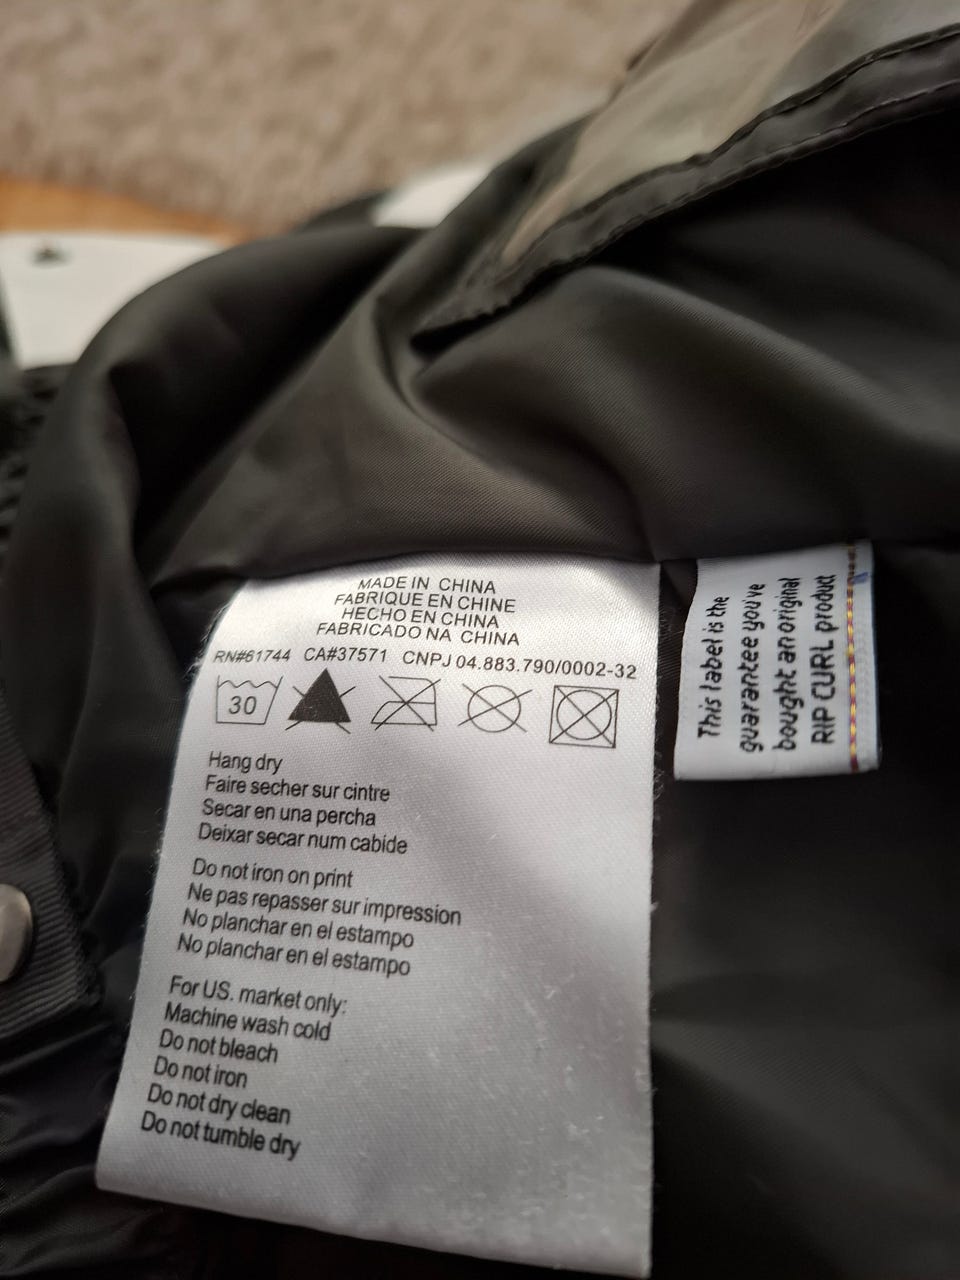 MADE IN CHINA
FABRIQUE EN CHINE
HECHO EN CHINA
FABRICADO NA CHINA
RN#61744 CA#37571 CNPJ 04.883.790/0002-32
30
Hang dry
Faire secher sur cintre
Secar en una percha
Deixar secar num cabide
Do not iron on print
Ne pas repasser sur impression
No planchar en el estampo
No planchar en el estampo
For US. market only:
Machine wash cold
Do not bleach
Do not iron
Do not dry clean
Do not tumble dry
This label is the
guarantee you've
bought an original
RIP CURL product